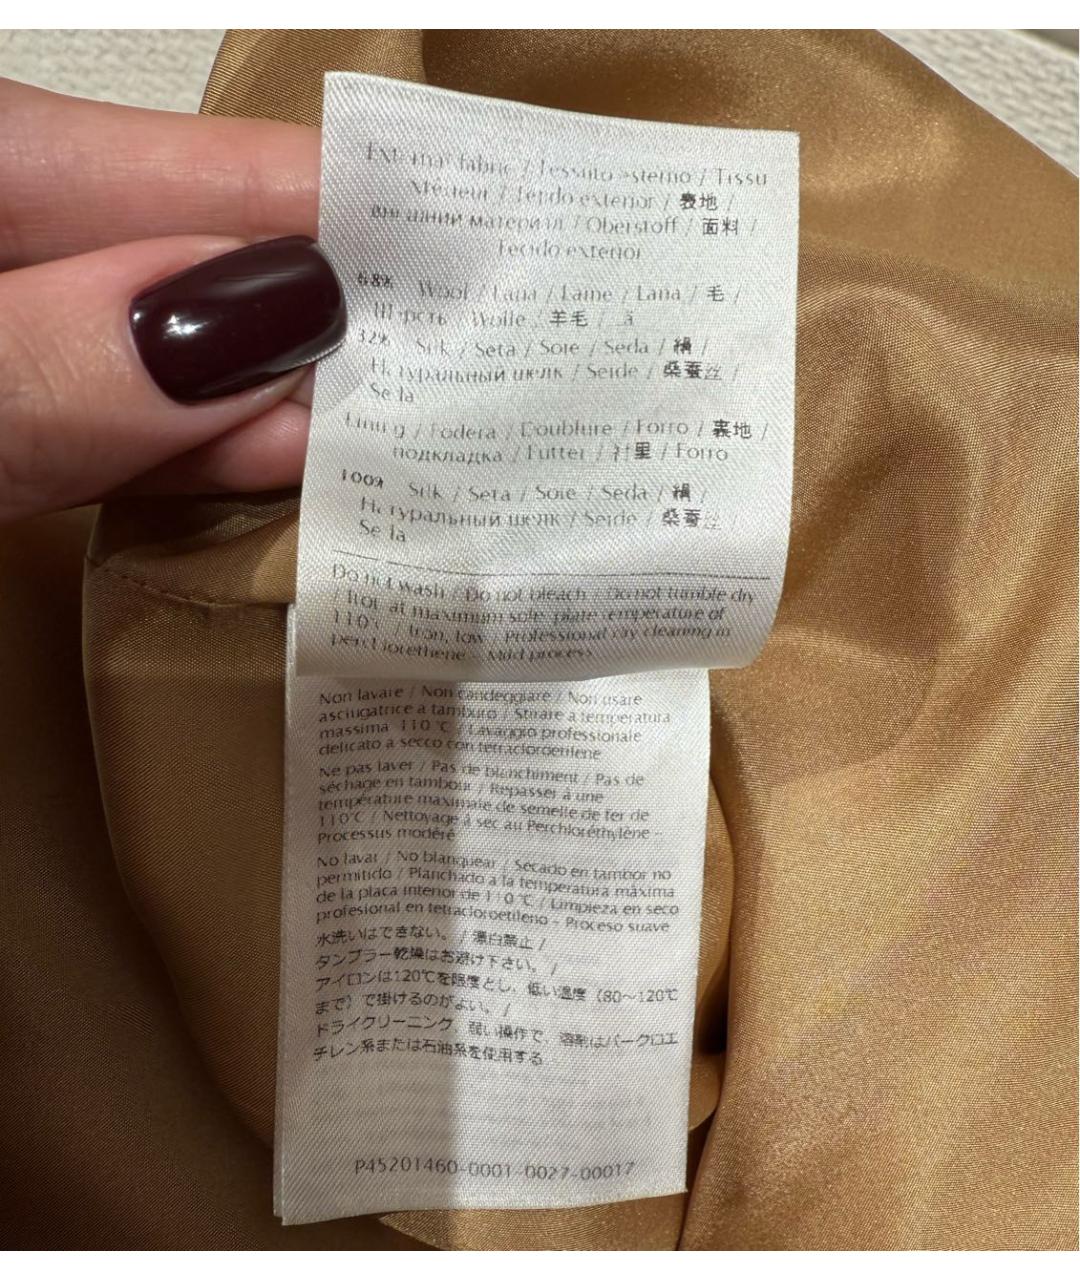 External fabric / Tessuto esterno / Tissu
extérieur / Tejido exterior / 表地 /
внешний материал / Oberstoff / 面料 /
Tecido exterior
68% Wool / Lana / Laine / Lana / 毛 /
Шерсть / Wolle / 羊毛 / Lã
32% Silk / Seta / Soie / Seda / 絹 /
Натуральный шелк / Seide / 桑蚕丝 /
Seda
Lining / Fodera / Doublure / Forro / 裏地 /
подкладка / Futter / 衬里 / Forro
100% Silk / Seta / Soie / Seda / 絹 /
Натуральный шелк / Seide / 桑蚕丝 /
Seda
Do not wash / Do not bleach / Do not tumble dry
/ Iron at maximum sole-plate temperature of
110°C / Iron, low / Professional dry cleaning in
perchlorethene - Mild process
Non lavare / Non candeggiare / Non usare
asciugatrice a tamburo / Stirare a temperatura
massima 110°C / Lavaggio professionale
delicato a secco con tetracloroetilene
Ne pas laver / Pas de blanchiment / Pas de
séchage en tambour / Repasser à une
température maximale de semelle de fer de
110°C / Nettoyage à sec au Perchloréthylène -
Processus modéré
No lavar / No blanquear / Secado en tambor no
permitido / Planchado a la temperatura máxima
de la placa interior de 110°C / Limpieza en seco
profesional en tetracloroetileno - Proceso suave
水洗いはできない。 / 漂白禁止 /
タンブラー乾燥はお避け下さい。 /
アイロンは120℃を限度とし、低い温度（80～120℃
まで）で掛けるのがよい。 /
ドライクリーニング、弱い操作で、溶剤はパークロエ
チレン系または石油系を使用する
P45201460-0001-0027-00017